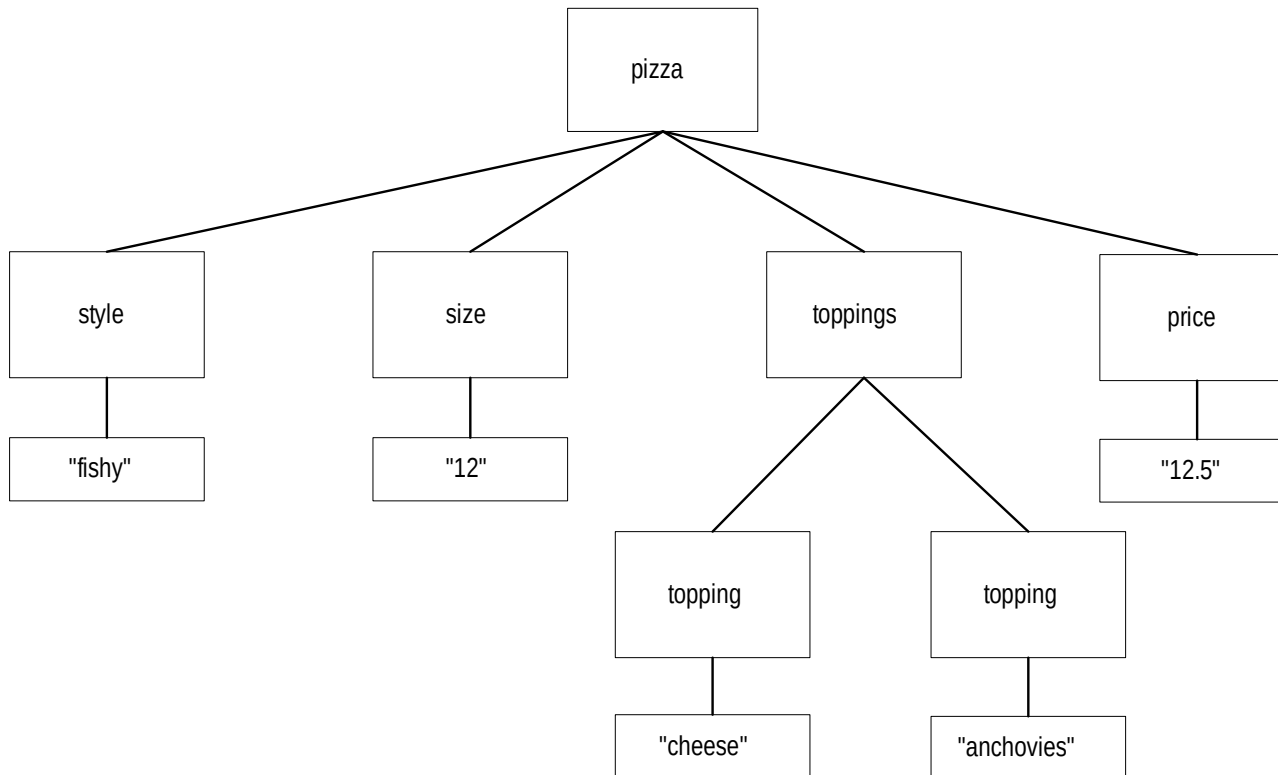 pizza
style
size
toppings
price
"fishy"
"12"
"12.5"
topping
topping
"cheese"
"anchovies"